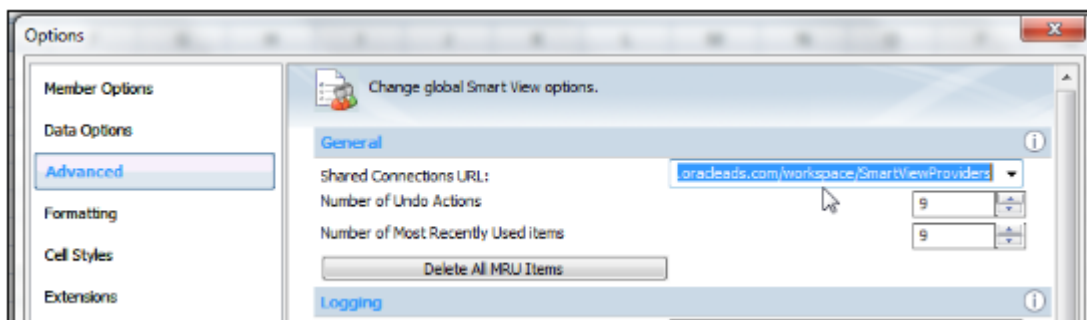 Options
Member Options
Data Options
Advanced
Formatting
Cell Styles
Extensions
Change global Smart View options.
General
Shared Connections URL: .oracleads.com/workspace/SmartViewProviders
Number of Undo Actions 9
Number of Most Recently Used items 9
Delete All MRU Items
Logging